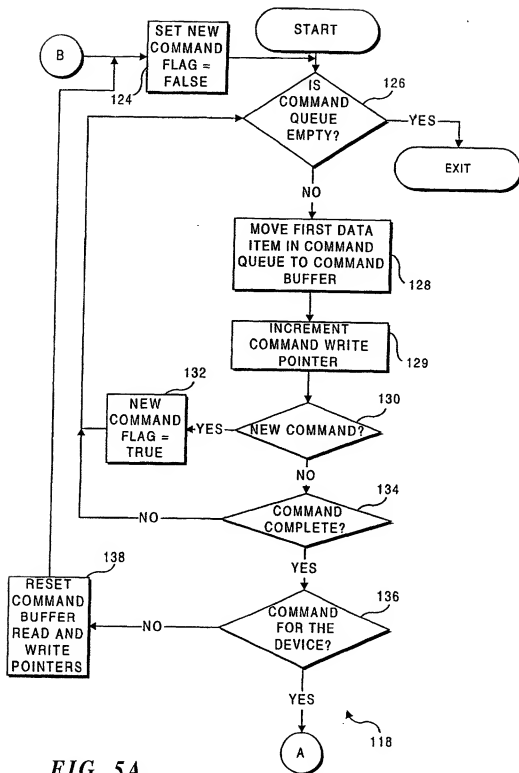 START
B
SET NEW
COMMAND
FLAG =
FALSE
124
IS
COMMAND
QUEUE
EMPTY?
126
YES
EXIT
NO
MOVE FIRST DATA
ITEM IN COMMAND
QUEUE TO COMMAND
BUFFER
128
INCREMENT
COMMAND WRITE
POINTER
129
132
NEW
COMMAND
FLAG =
TRUE
YES
NEW COMMAND?
130
NO
COMMAND
COMPLETE?
134
NO
YES
138
RESET
COMMAND
BUFFER
READ AND
WRITE
POINTERS
NO
COMMAND
FOR THE
DEVICE?
136
YES
A
118
FIG. 5A